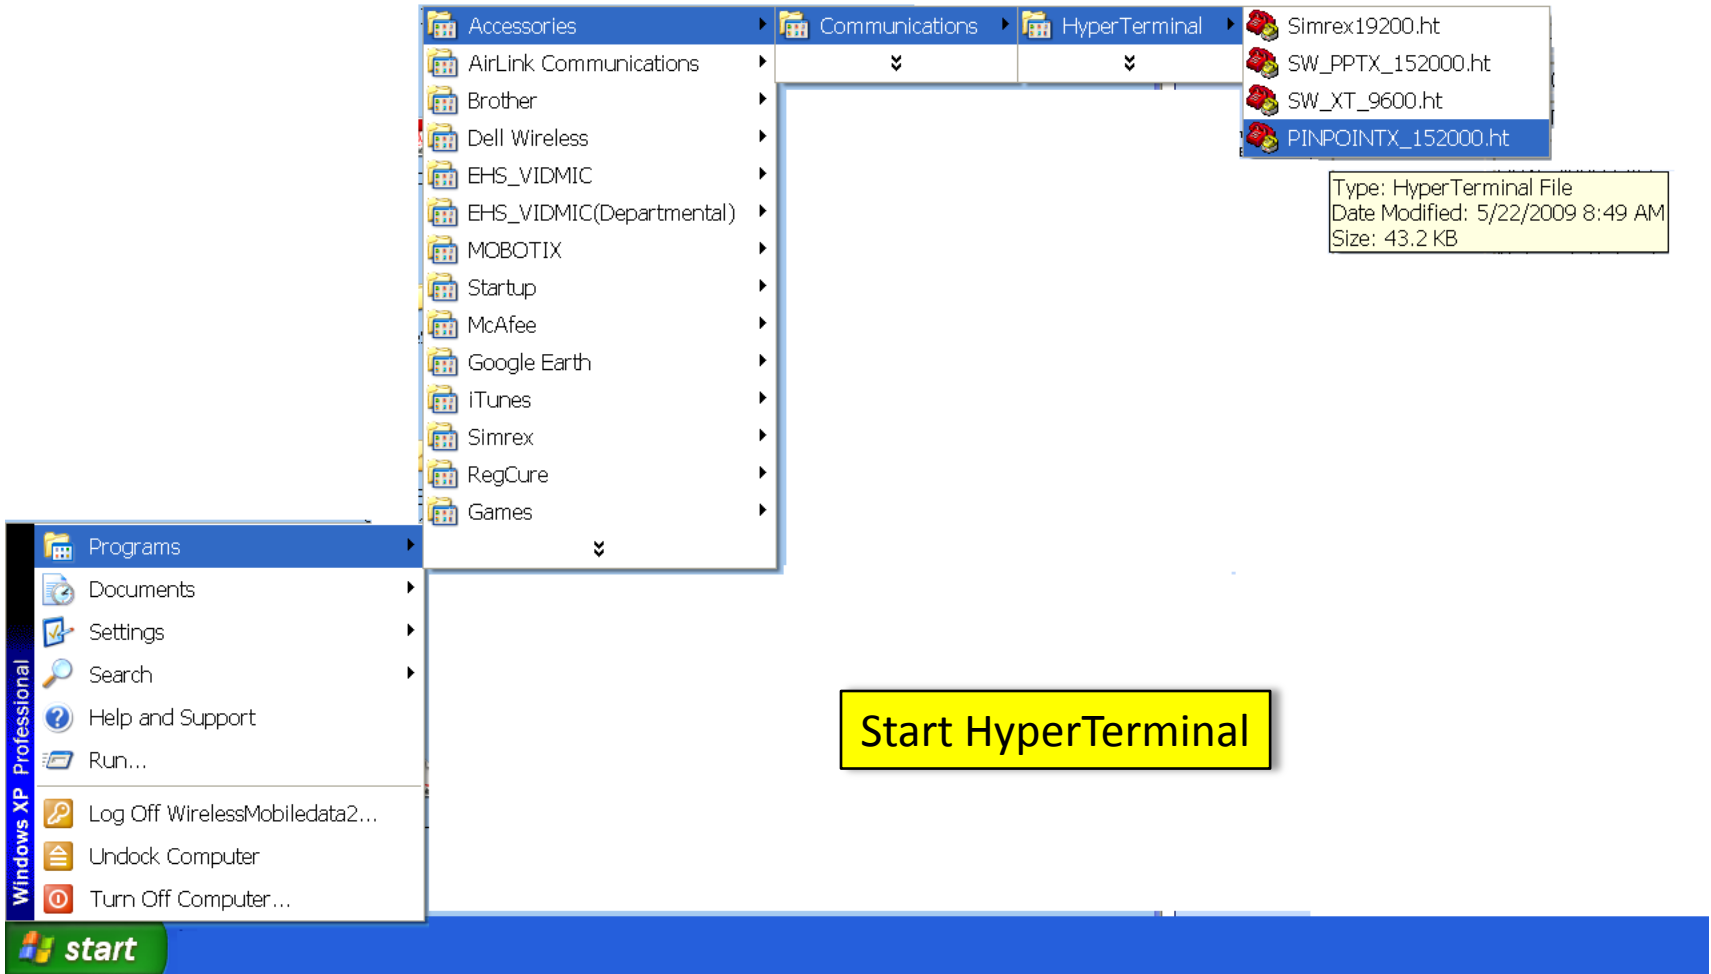 Accessories
AirLink Communications
Brother
Dell Wireless
EHS_VIDMIC
EHS_VIDMIC(Departmental)
MOBOTIX
Startup
McAfee
Google Earth
iTunes
Simrex
RegCure
Games
Communications
HyperTerminal
Simrex19200.ht
SW_PPTX_152000.ht
SW_XT_9600.ht
PINPOINTX_152000.ht
Type: HyperTerminal File
Date Modified: 5/22/2009 8:49 AM
Size: 43.2 KB
Programs
Documents
Settings
Search
Help and Support
Run...
Log Off WirelessMobiledata2...
Undock Computer
Turn Off Computer...
Windows XP Professional
start
Start HyperTerminal